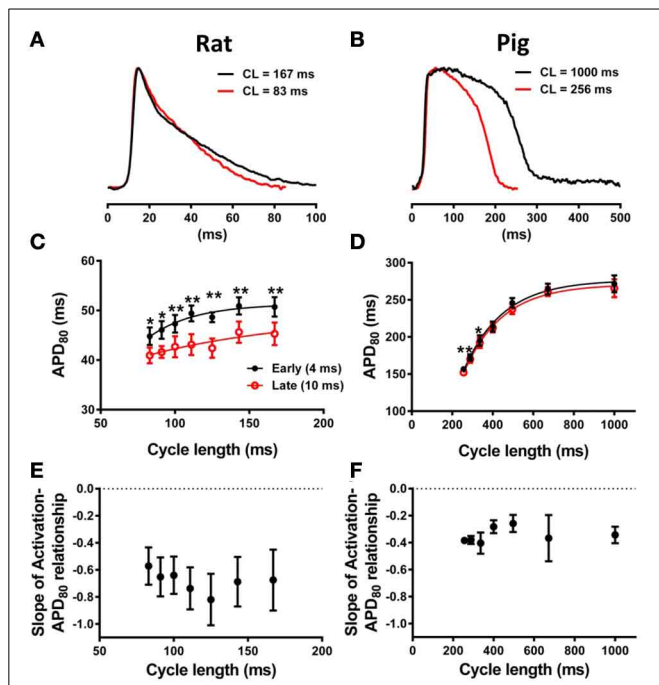 A Rat
CL = 167 ms
CL = 83 ms
0 20 40 60 80 100
(ms)
B Pig
CL = 1000 ms
CL = 256 ms
0 100 200 300 400 500
(ms)
C
APD80 (ms)
60
50
40
30
* * ** ** ** ** **
Early (4 ms)
Late (10 ms)
50 100 150 200
Cycle length (ms)
D
APD80 (ms)
300
250
200
150
100
** *
0 200 400 600 800 1000
Cycle length (ms)
E
Slope of Activation-
APD80 relationship
0.0
-0.2
-0.4
-0.6
-0.8
-1.0
50 100 150 200
Cycle length (ms)
F
Slope of Activation-
APD80 relationship
0.0
-0.2
-0.4
-0.6
-0.8
-1.0
0 200 400 600 800 1000
Cycle length (ms)